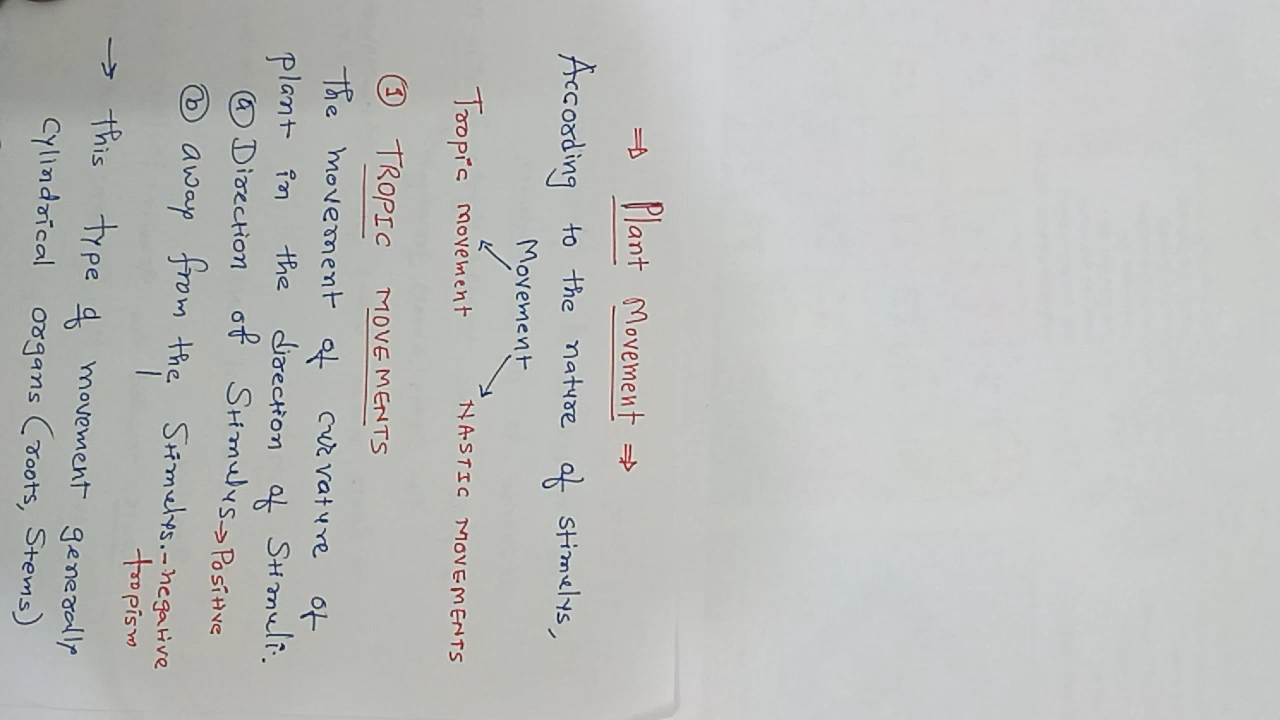 ⇒ Plant Movement ⇒
According to the nature of stimulus,
Movement
Tropic movement NASTIC MOVEMENTS
① TROPIC MOVEMENTS
The movement of curvature of
plant in the direction of Stimuli.
ⓐ Direction of Stimulus → Positive
ⓑ away from the Stimulus. - negative
tropism
→ this type of movement generally
Cylindrical organs (roots, Stems)